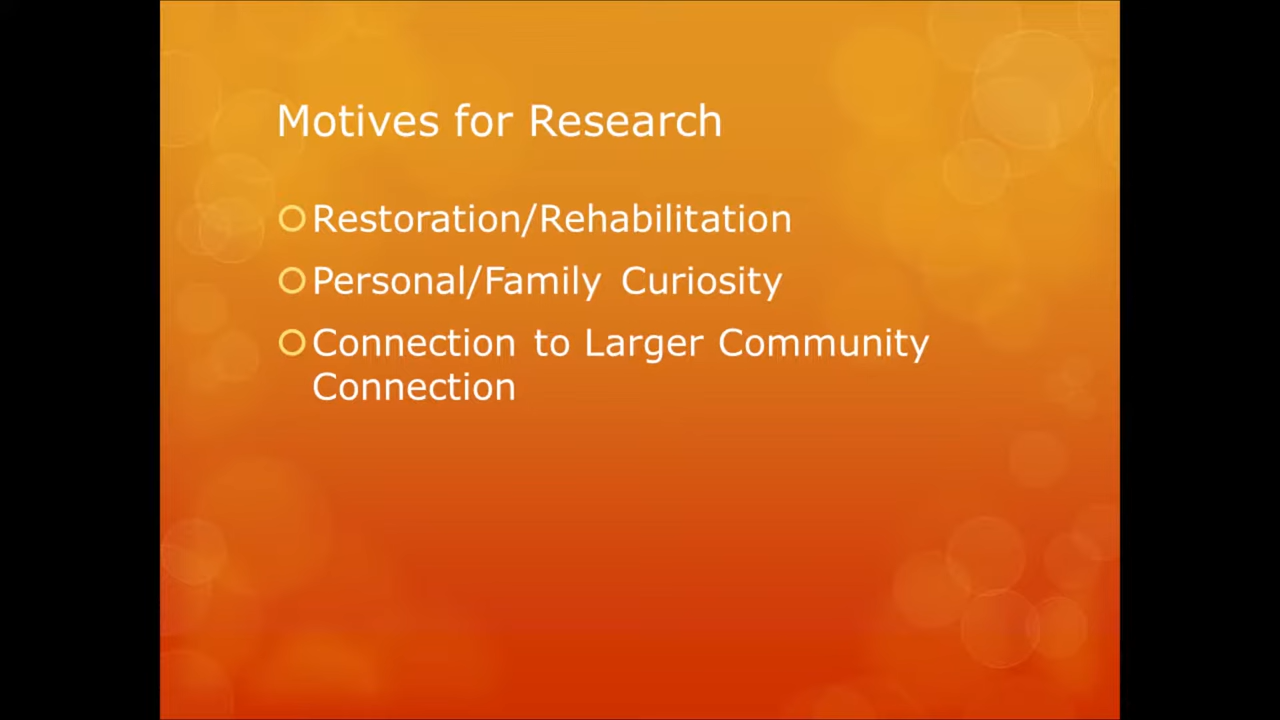 Motives for Research
Restoration/Rehabilitation
Personal/Family Curiosity
Connection to Larger Community
Connection